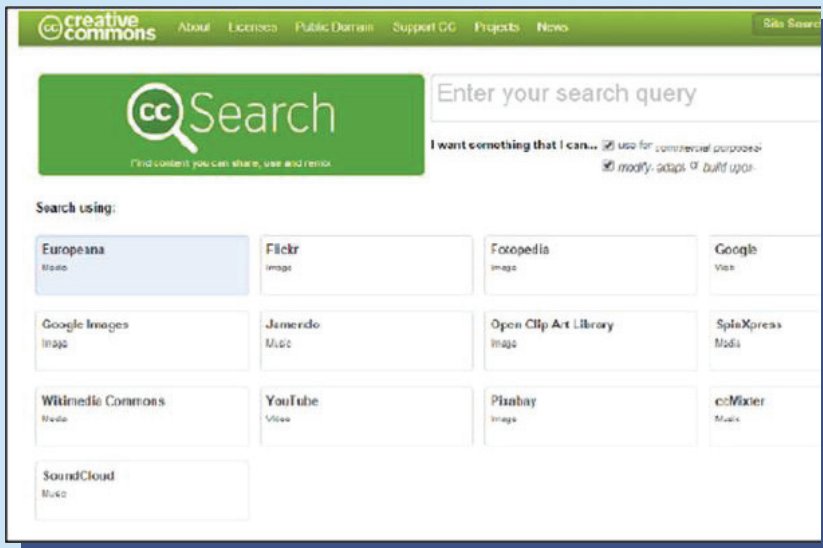 cc creative commons
About Licenses Public Domain Support CC Projects News
Site Searc
cc Search
Find content you can share, use and remix
Enter your search query
I want something that I can... use for commercial purposes;
modify, adapt, or build upon.
Search using:
Europeana Flickr Fotopedia Google
Media Image Image Web
Google Images Jamendo Open Clip Art Library SpinXpress
Image Music Image Media
Wikimedia Commons YouTube Pixabay ccMixter
Media Video Image Music
SoundCloud
Music